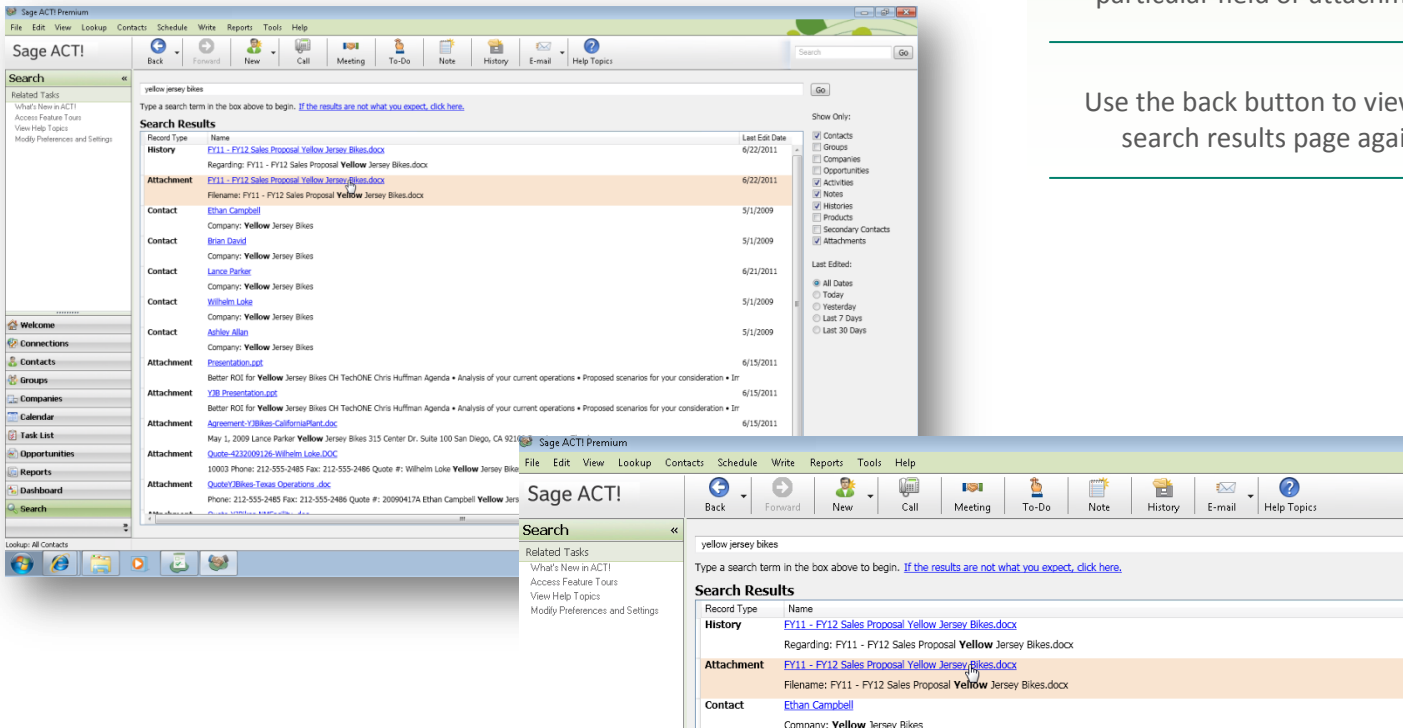 Sage ACT! Premium
File Edit View Lookup Contacts Schedule Write Reports Tools Help
Sage ACT!
Back Forward New Call Meeting To-Do Note History E-mail Help Topics
Search Go
Search «
Related Tasks
What's New in ACT!
Access Feature Tours
View Help Topics
Modify Preferences and Settings
Welcome
Connections
Contacts
Groups
Companies
Calendar
Task List
Opportunities
Reports
Dashboard
Search
Lookup: All Contacts
yellow jersey bikes Go
Type a search term in the box above to begin. If the results are not what you expect, click here.
Search Results
Record Type Name Last Edit Date
History FY11 - FY12 Sales Proposal Yellow Jersey Bikes.docx 6/22/2011
Regarding: FY11 - FY12 Sales Proposal Yellow Jersey Bikes.docx
Attachment FY11 - FY12 Sales Proposal Yellow Jersey Bikes.docx 6/22/2011
Filename: FY11 - FY12 Sales Proposal Yellow Jersey Bikes.docx
Contact Ethan Campbell 5/1/2009
Company: Yellow Jersey Bikes
Contact Brian David 5/1/2009
Company: Yellow Jersey Bikes
Contact Lance Parker 6/21/2011
Company: Yellow Jersey Bikes
Contact Wilhelm Loke 5/1/2009
Company: Yellow Jersey Bikes
Contact Ashley Allan 5/1/2009
Company: Yellow Jersey Bikes
Attachment Presentation.ppt 6/15/2011
Better ROI for Yellow Jersey Bikes CH TechONE Chris Huffman Agenda • Analysis of your current operations • Proposed scenarios for your consideration •
Attachment YJB Presentation.ppt 6/15/2011
Better ROI for Yellow Jersey Bikes CH TechONE Chris Huffman Agenda • Analysis of your current operations • Proposed scenarios for your consideration •
Attachment Agreement-YJBikes-CaliforniaPlant.doc 6/15/2011
May 1, 2009 Lance Parker Yellow Jersey Bikes 315 Center Dr. Suite 100 San Diego, CA
Attachment Quote-4232009126-Wilhelm Loke.DOC
10003 Phone: 212-555-2485 Fax: 212-555-2486 Quote #: Wilhelm Loke Yellow Jersey Bike
Attachment QuoteYJBikes-Texas Operations .doc
Phone: 212-555-2485 Fax: 212-555-2486 Quote #: 20090417A Ethan Campbell Yellow Jers
Show Only:
Contacts
Groups
Companies
Opportunities
Activities
Notes
Histories
Products
Secondary Contacts
Attachments
Last Edited:
All Dates
Today
Yesterday
Last 7 Days
Last 30 Days
particular field or
Use the back button to
search results page
Sage ACT! Premium
File Edit View Lookup Contacts Schedule Write Reports Tools Help
Sage ACT!
Back Forward New Call Meeting To-Do Note History E-mail Help Topics
Search «
Related Tasks
What's New in ACT!
Access Feature Tours
View Help Topics
Modify Preferences and Settings
yellow jersey bikes
Type a search term in the box above to begin. If the results are not what you expect, click here.
Search Results
Record Type Name
History FY11 - FY12 Sales Proposal Yellow Jersey Bikes.docx
Regarding: FY11 - FY12 Sales Proposal Yellow Jersey Bikes.docx
Attachment FY11 - FY12 Sales Proposal Yellow Jersey Bikes.docx
Filename: FY11 - FY12 Sales Proposal Yellow Jersey Bikes.docx
Contact Ethan Campbell
Company: Yellow Jersey Bikes